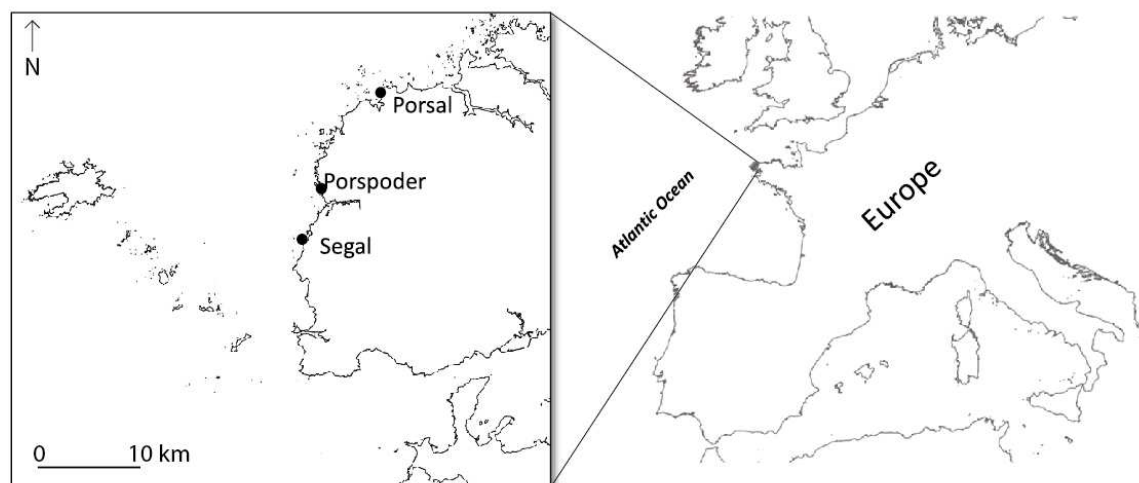 N
Porsal
Porspoder
Segal
0 10 km
Atlantic Ocean
Europe